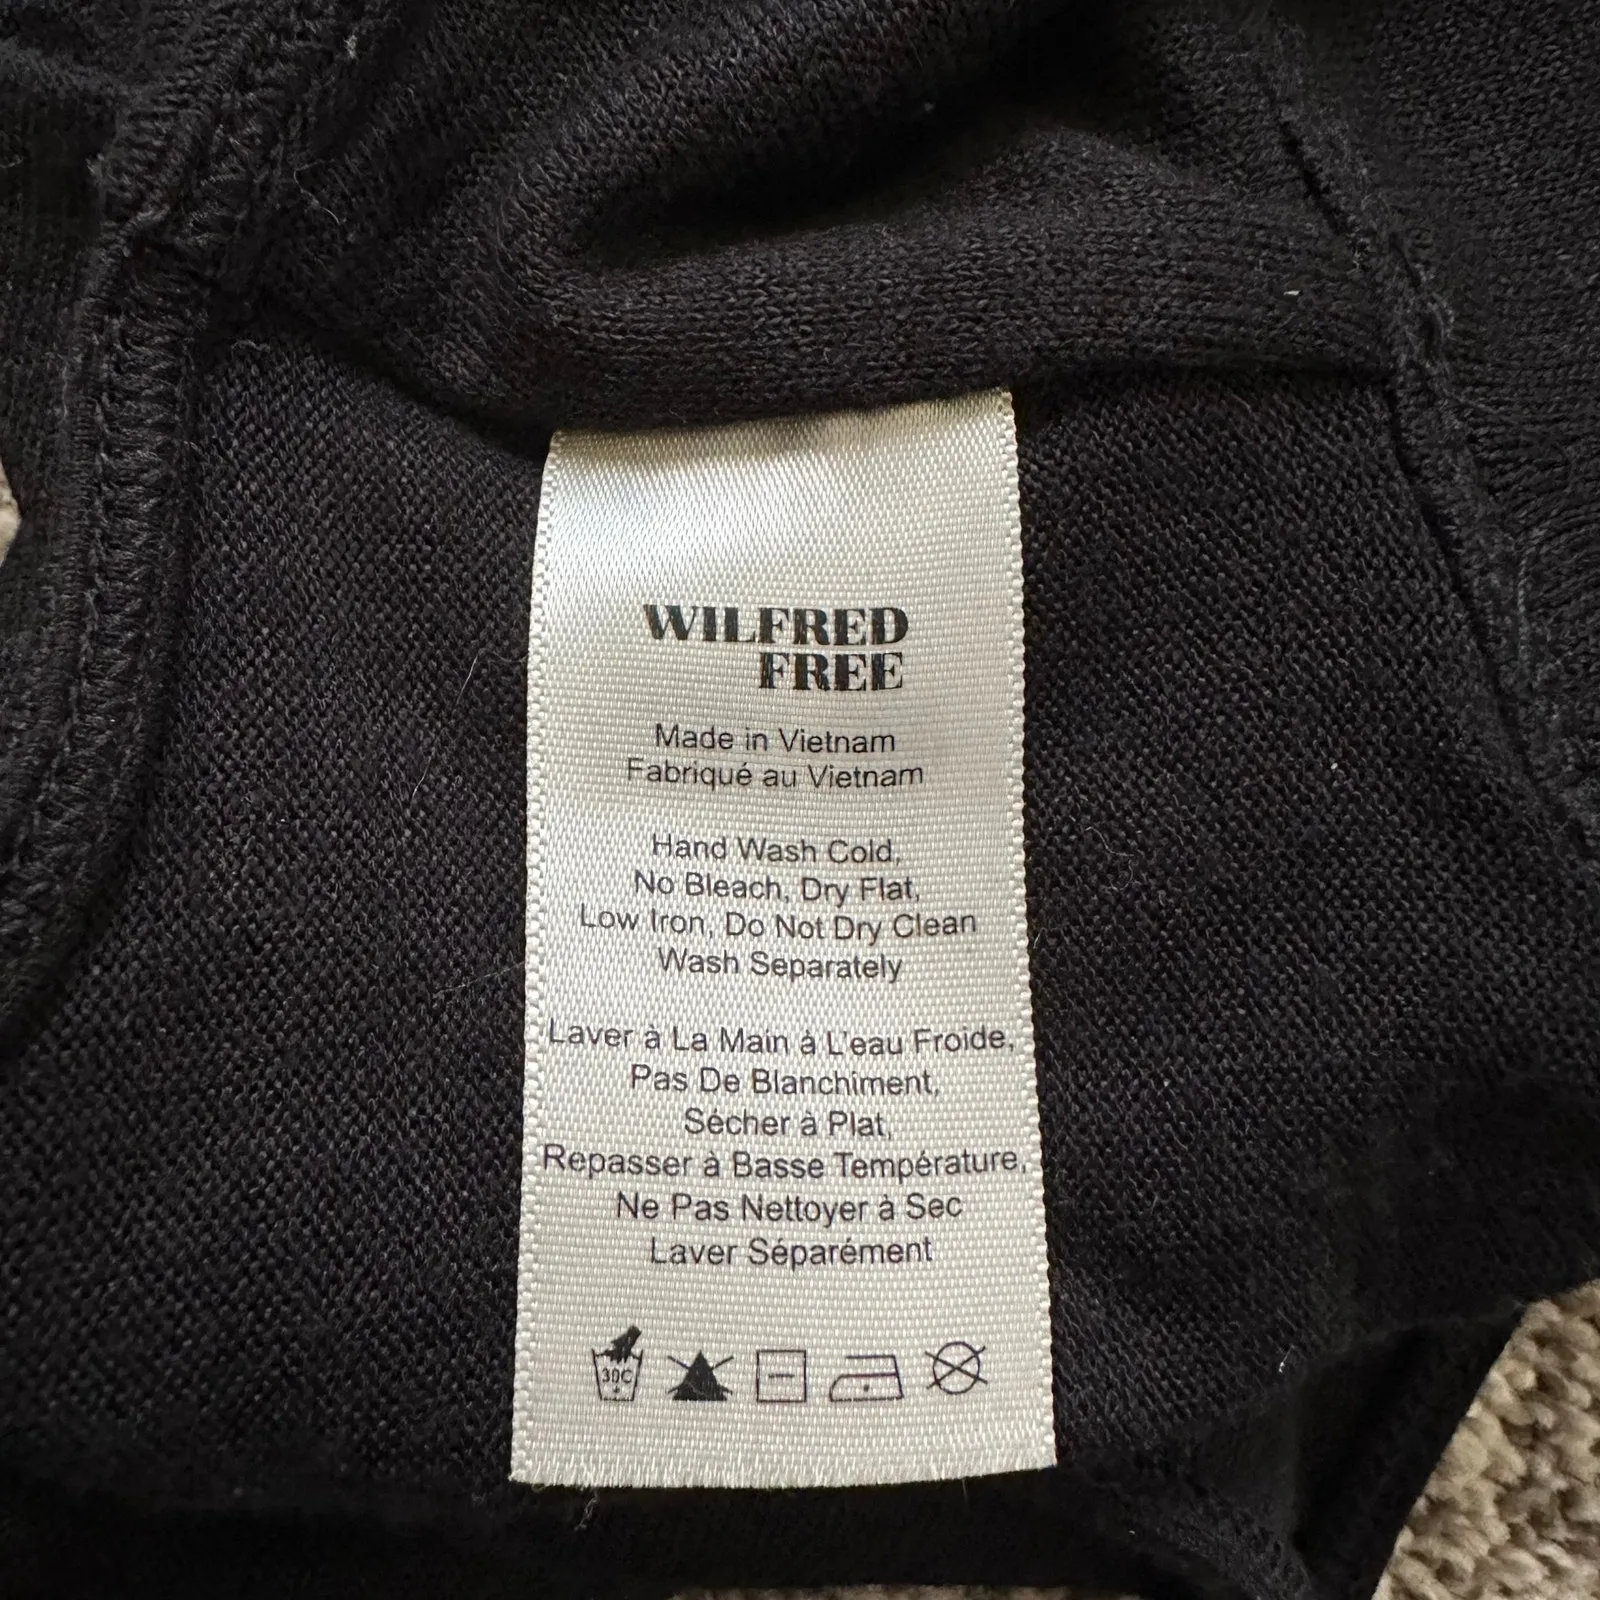 WILFRED
FREE
Made in Vietnam
Fabriqué au Vietnam
Hand Wash Cold,
No Bleach, Dry Flat,
Low Iron, Do Not Dry Clean
Wash Separately
Laver à La Main à L'eau Froide,
Pas De Blanchiment,
Sécher à Plat,
Repasser à Basse Température,
Ne Pas Nettoyer à Sec
Laver Séparément
30C